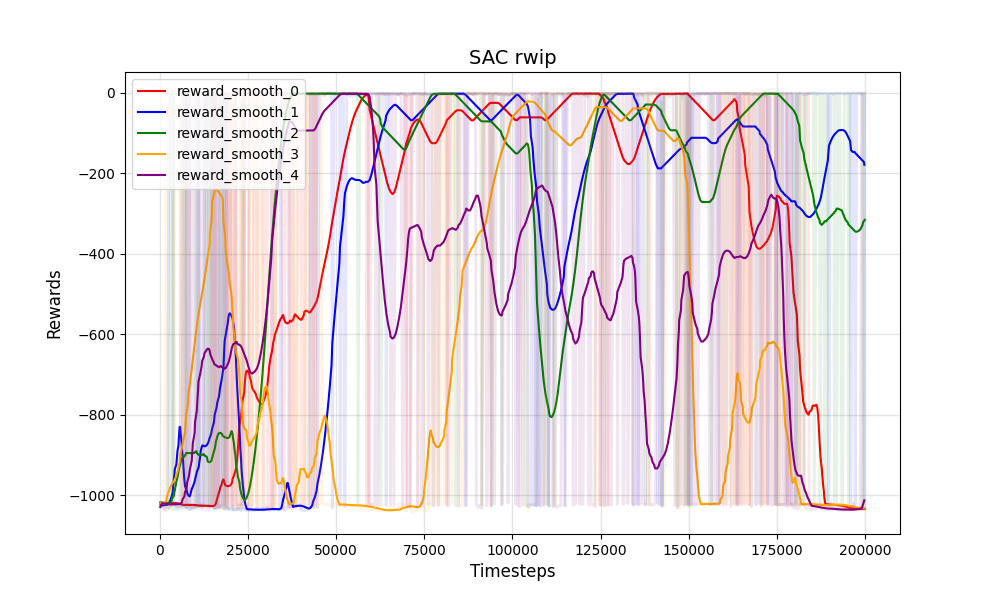 SAC rwip
reward_smooth_0
reward_smooth_1
reward_smooth_2
reward_smooth_3
reward_smooth_4
0
−200
−400
−600
−800
−1000
Rewards
0 25000 50000 75000 100000 125000 150000 175000 200000
Timesteps